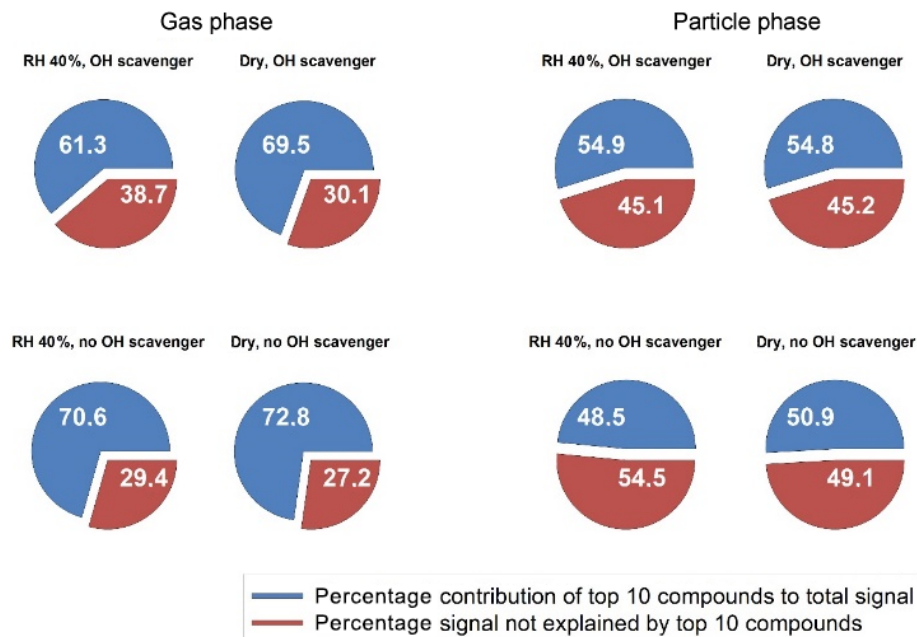 Gas phase
Particle phase
RH 40%, OH scavenger
Dry, OH scavenger
RH 40%, OH scavenger
Dry, OH scavenger
61.3
38.7
69.5
30.1
54.9
45.1
54.8
45.2
RH 40%, no OH scavenger
Dry, no OH scavenger
RH 40%, no OH scavenger
Dry, no OH scavenger
70.6
29.4
72.8
27.2
48.5
54.5
50.9
49.1
Percentage contribution of top 10 compounds to total signal
Percentage signal not explained by top 10 compounds